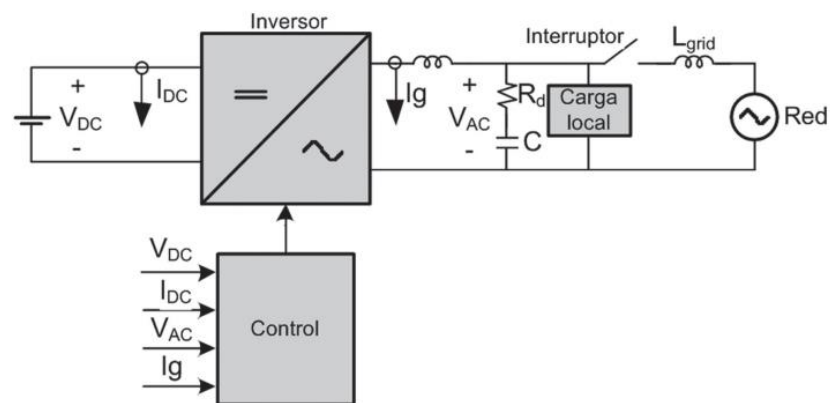 Inversor
Interruptor
L_grid
+
V_DC
-
I_DC
=
Ig
+
V_AC
-
R_d
C
Carga
local
Red
V_DC
I_DC
V_AC
Ig
Control